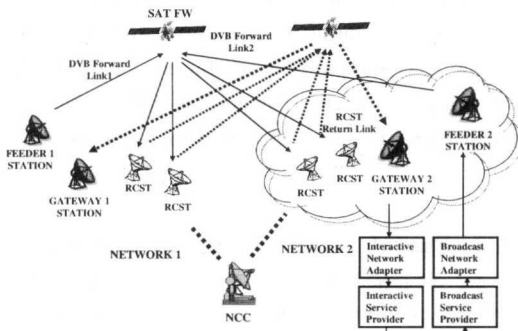 SAT FW
DVB Forward
Link2
DVB Forward
Link1
RCST
Return Link
FEEDER 1
STATION
FEEDER 2
STATION
GATEWAY 1
STATION
RCST
RCST
RCST
RCST
GATEWAY 2
STATION
NETWORK 1
NETWORK 2
NCC
Interactive
Network
Adapter
Broadcast
Network
Adapter
Interactive
Service
Provider
Broadcast
Service
Provider